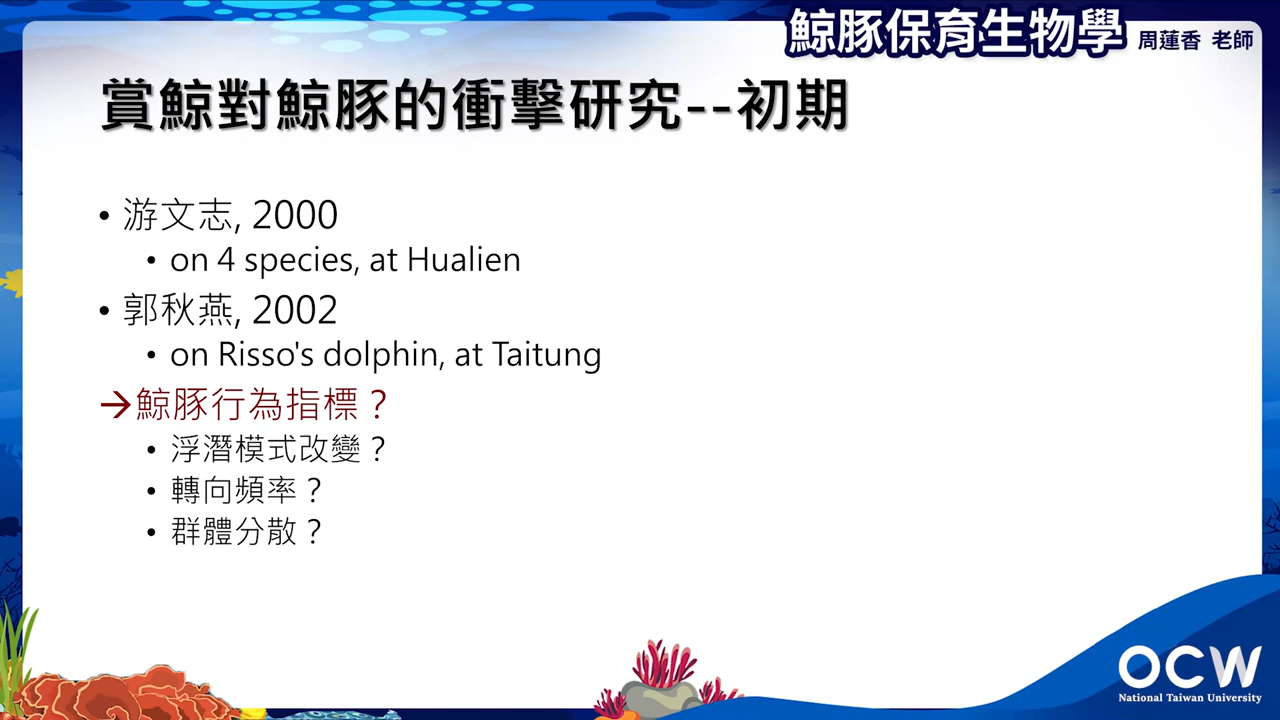 鯨豚保育生物學 周蓮香 老師
賞鯨對鯨豚的衝擊研究--初期
• 游文志, 2000
• on 4 species, at Hualien
• 郭秋燕, 2002
• on Risso's dolphin, at Taitung
→鯨豚行為指標？
• 浮潛模式改變？
• 轉向頻率？
• 群體分散？
OCW
National Taiwan University